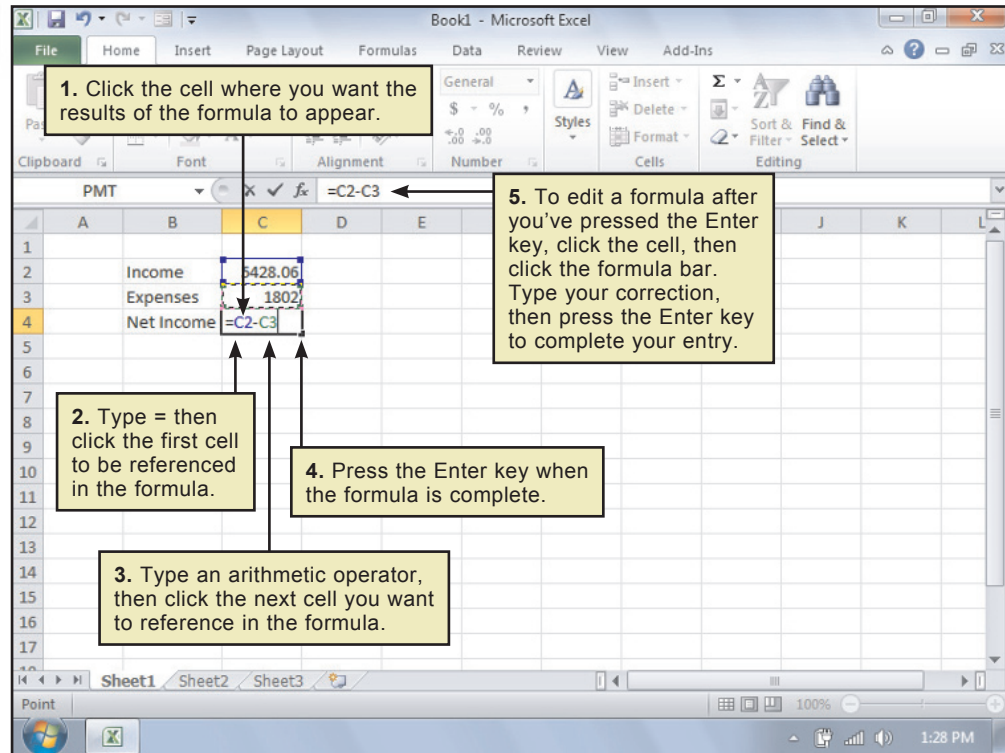 Book1 - Microsoft Excel
File Home Insert Page Layout Formulas Data Review View Add-Ins
1. Click the cell where you want the
results of the formula to appear.
General
$ % ,
Styles
Insert
Delete
Format
Σ
Sort &
Filter
Find &
Select
Clipboard Font Alignment Number Cells Editing
PMT fx =C2-C3
A B C D E J K L
1
2 Income 5428.06
3 Expenses 1802
4 Net Income =C2-C3
5
6
7
8
9
10
11
12
13
14
15
16
17
5. To edit a formula after
you've pressed the Enter
key, click the cell, then
click the formula bar.
Type your correction,
then press the Enter key
to complete your entry.
2. Type = then
click the first cell
to be referenced
in the formula.
4. Press the Enter key when
the formula is complete.
3. Type an arithmetic operator,
then click the next cell you want
to reference in the formula.
Sheet1 Sheet2 Sheet3
Point 100%
1:28 PM